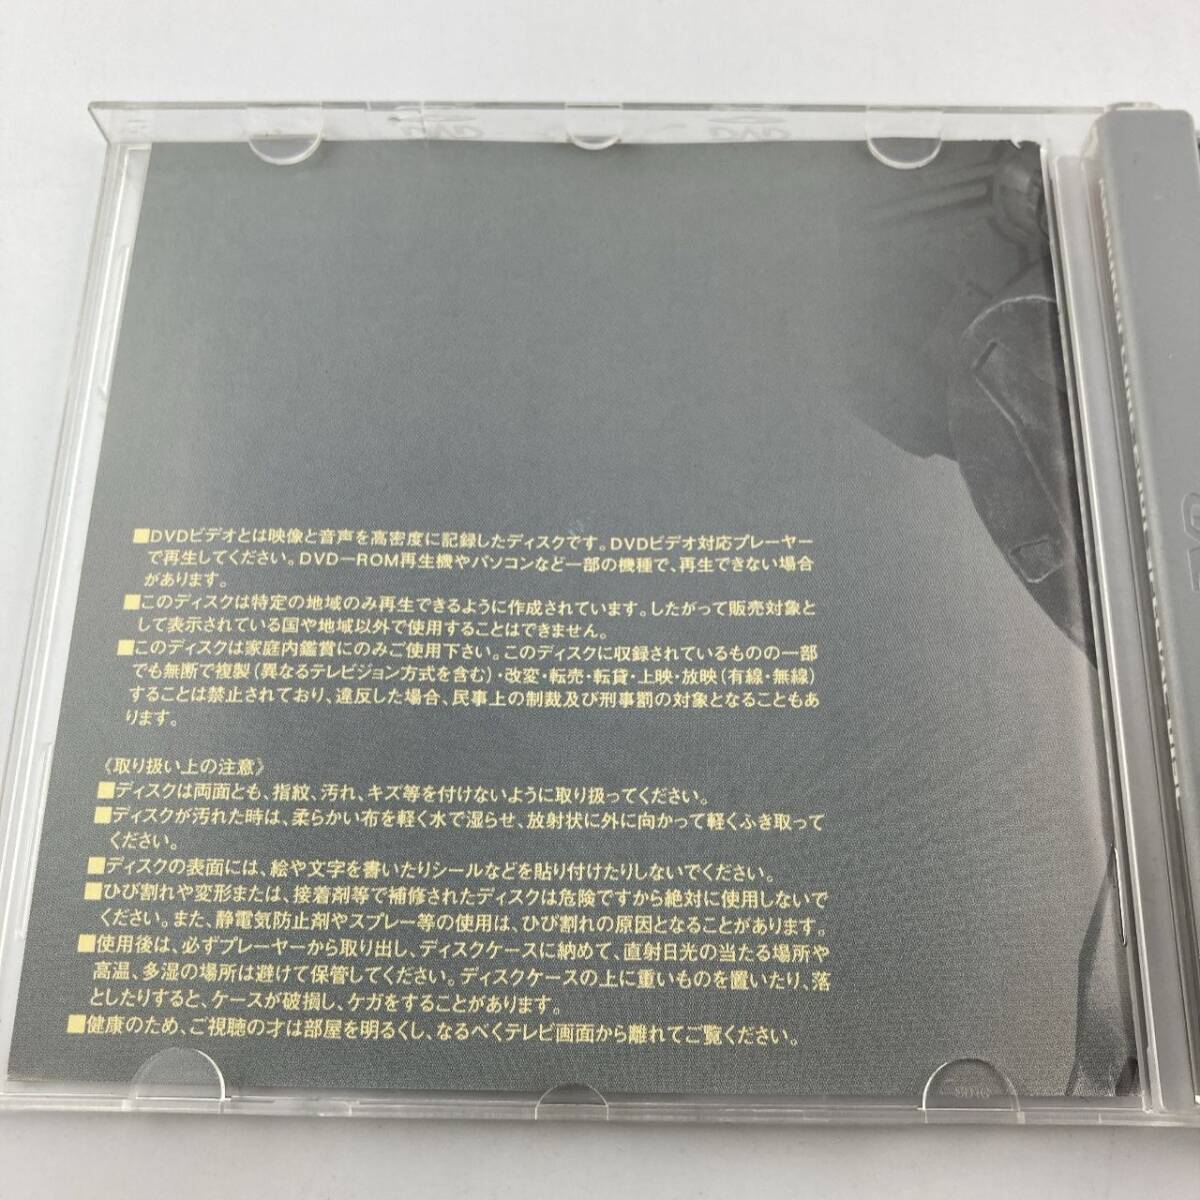 ■DVDビデオとは映像と音声を高密度に記録したディスクです。DVDビデオ対応プレーヤー
で再生してください。DVD-ROM再生機やパソコンなど一部の機種で、再生できない場合
があります。
■このディスクは特定の地域のみ再生できるように作成されています。したがって販売対象と
して表示されている国や地域以外で使用することはできません。
■このディスクは家庭内鑑賞にのみご使用下さい。このディスクに収録されているものの一部
でも無断で複製(異なるテレビジョン方式を含む)・改変・転売・転貸・上映・放映(有線・無線)
することは禁止されており、違反した場合、民事上の制裁及び刑事罰の対象となることもあ
ります。
《取り扱い上の注意》
■ディスクは両面とも、指紋、汚れ、キズ等を付けないように取り扱ってください。
■ディスクが汚れた時は、柔らかい布を軽く水で湿らせ、放射状に外に向かって軽くふき取って
ください。
■ディスクの表面には、絵や文字を書いたりシールなどを貼り付けたりしないでください。
■ひび割れや変形または、接着剤等で補修されたディスクは危険ですから絶対に使用しないで
ください。また、静電気防止剤やスプレー等の使用は、ひび割れの原因となることがあります。
■使用後は、必ずプレーヤーから取り出し、ディスクケースに納めて、直射日光の当たる場所や
高温、多湿の場所は避けて保管してください。ディスクケースの上に重いものを置いたり、落
としたりすると、ケースが破損し、ケガをすることがあります。
■健康のため、ご視聴の才は部屋を明るくし、なるべくテレビ画面から離れてご覧ください。